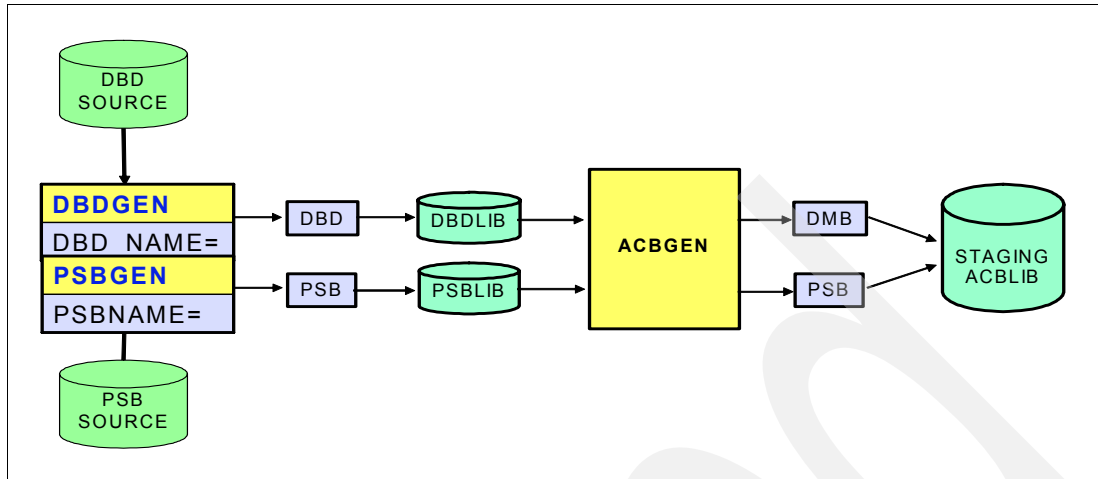 DBD
SOURCE
DBDGEN
DBD NAME=
PSBGEN
PSBNAME=
PSB
SOURCE
DBD
DBDLIB
PSB
PSBLIB
ACBGEN
DMB
PSB
STAGING
ACBLIB